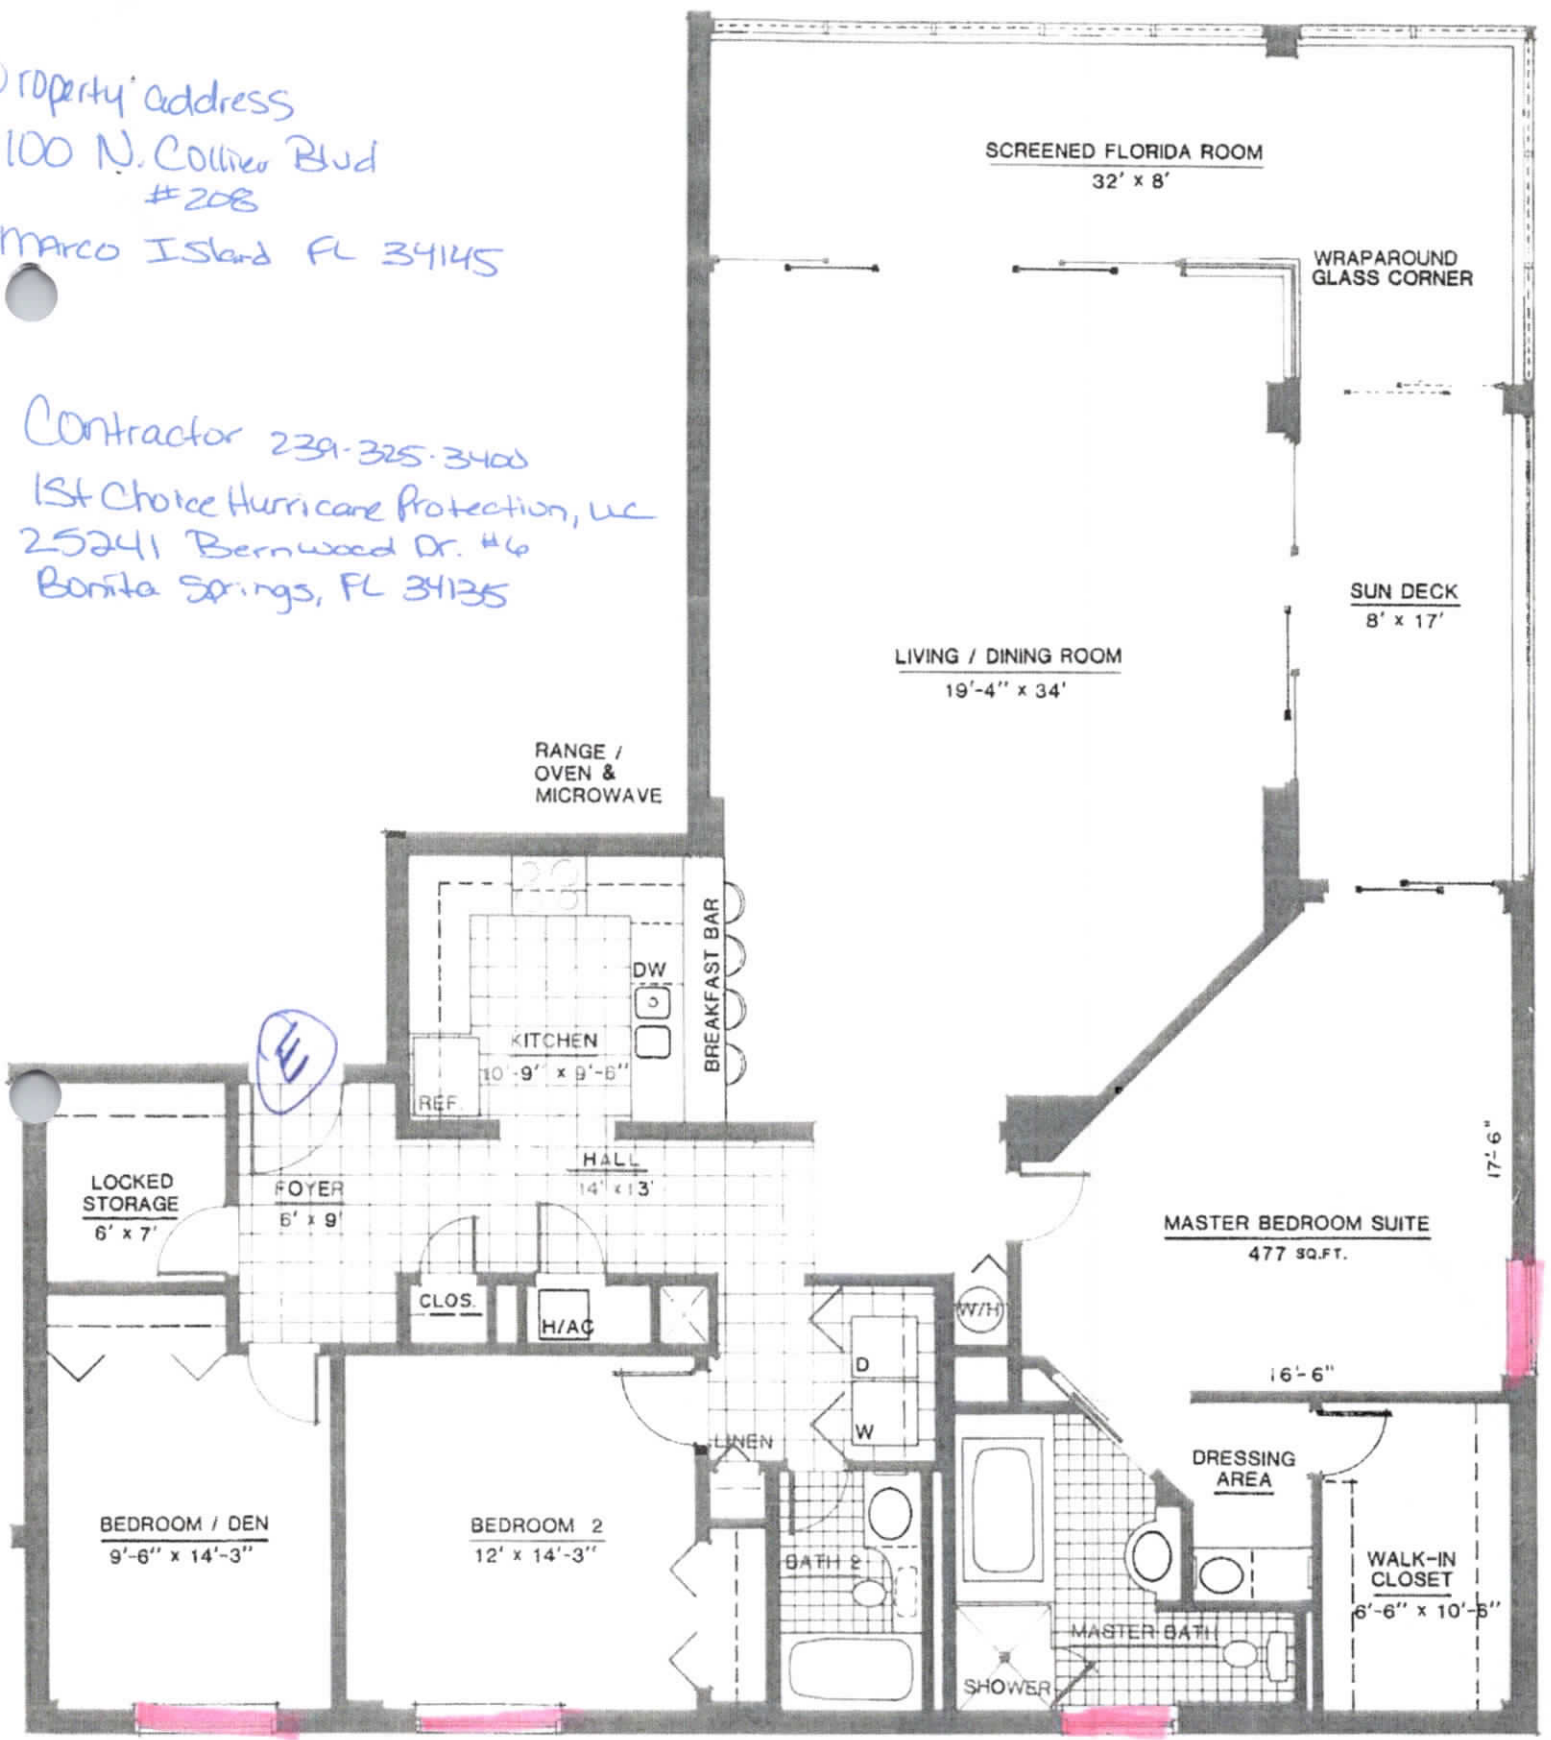 Property address
100 N. Collier Blvd
#208
Marco Island FL 34145
Contractor 239-325-3400
1st Choice Hurricane Protection, LLC
25241 Bernwood Dr. #6
Bonita Springs, FL 34135
SCREENED FLORIDA ROOM
32' x 8'
WRAPAROUND
GLASS CORNER
SUN DECK
8' x 17'
LIVING / DINING ROOM
19'-4" x 34'
RANGE /
OVEN &
MICROWAVE
BREAKFAST BAR
DW
KITCHEN
10'-9" x 9'-6"
REF.
E
HALL
14' x 13'
LOCKED
STORAGE
6' x 7'
FOYER
6' x 9'
17'-6"
MASTER BEDROOM SUITE
477 SQ.FT.
CLOS.
H/AC
W/H
D
W
16'-6"
LINEN
DRESSING
AREA
BEDROOM / DEN
9'-6" x 14'-3"
BEDROOM 2
12' x 14'-3"
BATH 2
WALK-IN
CLOSET
6'-6" x 10'-6"
MASTER BATH
SHOWER